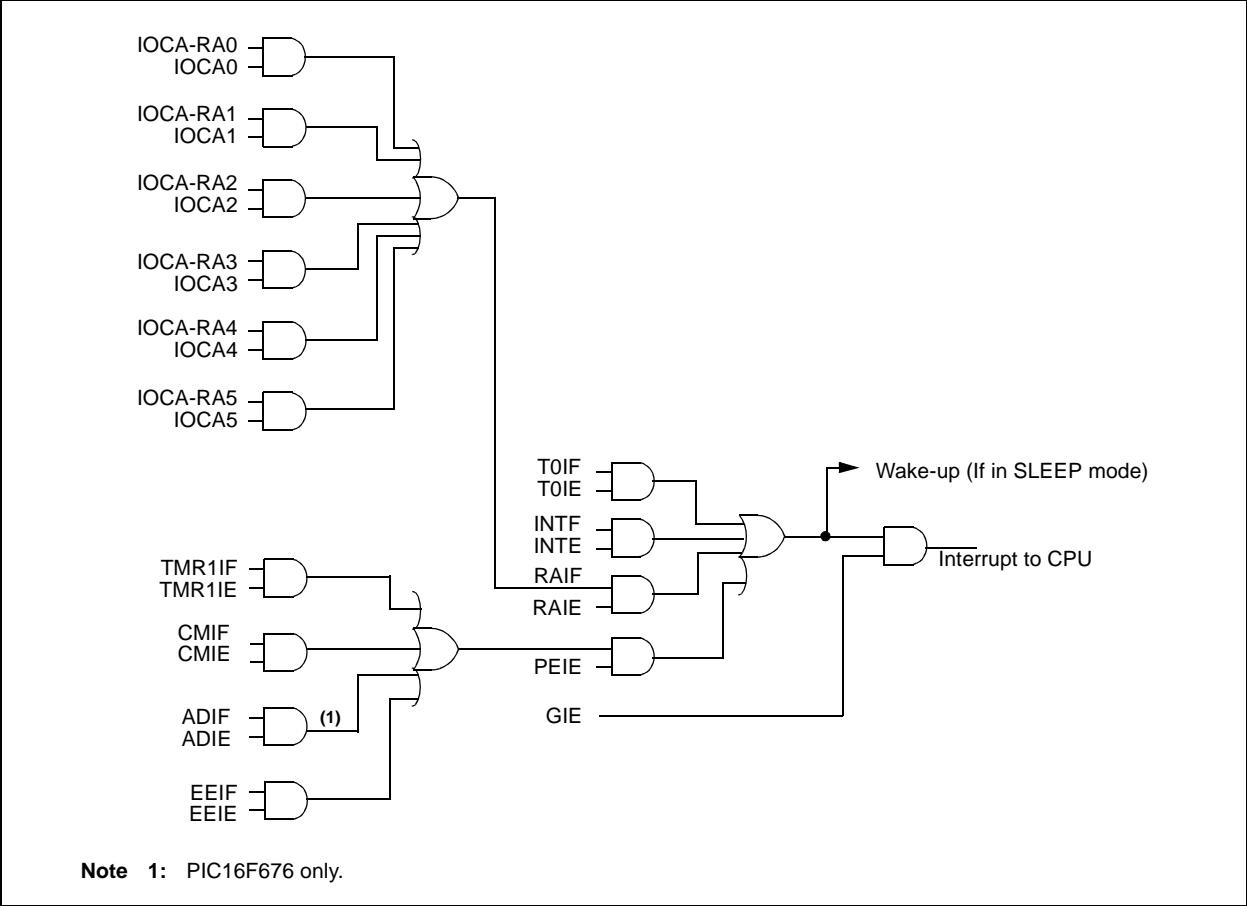 IOCA-RA0
IOCA0
IOCA-RA1
IOCA1
IOCA-RA2
IOCA2
IOCA-RA3
IOCA3
IOCA-RA4
IOCA4
IOCA-RA5
IOCA5
T0IF
T0IE
Wake-up (If in SLEEP mode)
INTF
INTE
Interrupt to CPU
TMR1IF
TMR1IE
RAIF
RAIE
CMIF
CMIE
PEIE
ADIF
ADIE
(1)
GIE
EEIF
EEIE
Note 1: PIC16F676 only.